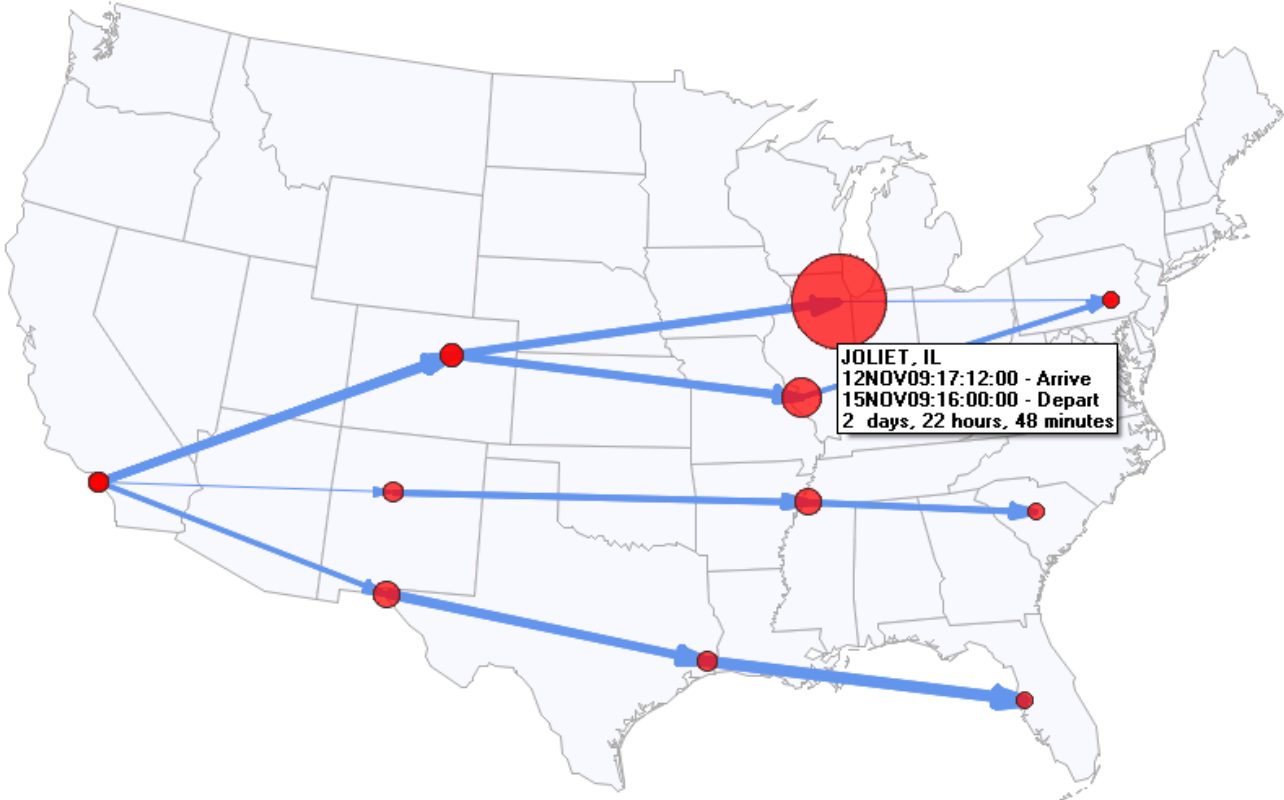 JOLIET, IL
12NOV09:17:12:00 - Arrive
15NOV09:16:00:00 - Depart
2  days, 22 hours, 48 minutes